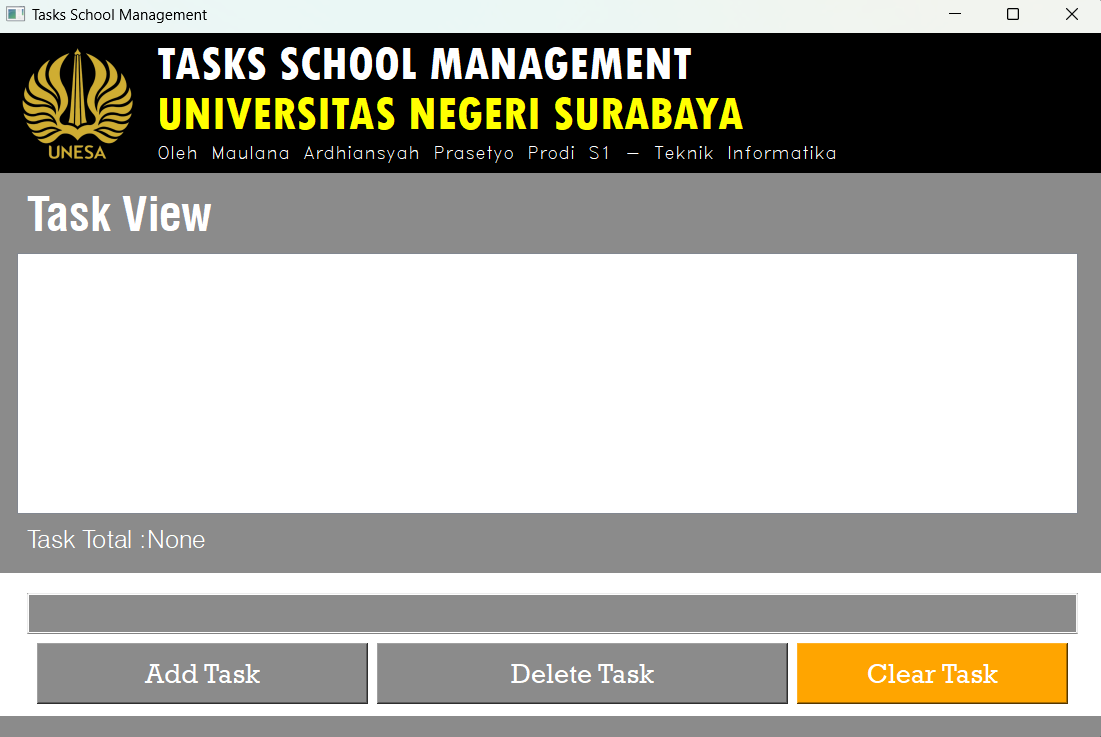 Tasks School Management
TASKS SCHOOL MANAGEMENT
UNIVERSITAS NEGERI SURABAYA
UNESA
Oleh Maulana Ardhiansyah Prasetyo Prodi S1 – Teknik Informatika
Task View
Task Total :None
Add Task
Delete Task
Clear Task